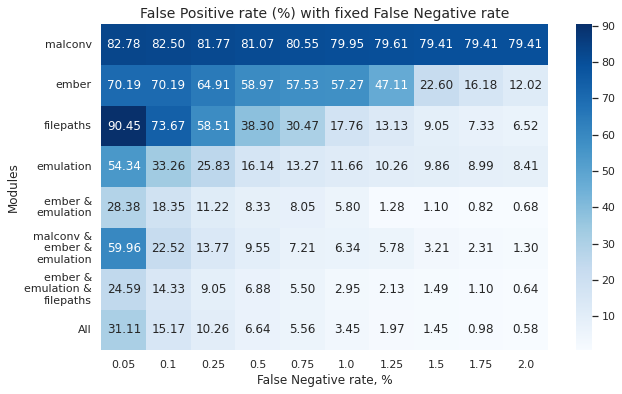 False Positive rate (%) with fixed False Negative rate
malconv 82.78 82.50 81.77 81.07 80.55 79.95 79.61 79.41 79.41 79.41
ember 70.19 70.19 64.91 58.97 57.53 57.27 47.11 22.60 16.18 12.02
filepaths 90.45 73.67 58.51 38.30 30.47 17.76 13.13 9.05 7.33 6.52
emulation 54.34 33.26 25.83 16.14 13.27 11.66 10.26 9.86 8.99 8.41
ember &
emulation 28.38 18.35 11.22 8.33 8.05 5.80 1.28 1.10 0.82 0.68
malconv &
ember &
emulation 59.96 22.52 13.77 9.55 7.21 6.34 5.78 3.21 2.31 1.30
ember &
emulation &
filepaths 24.59 14.33 9.05 6.88 5.50 2.95 2.13 1.49 1.10 0.64
All 31.11 15.17 10.26 6.64 5.56 3.45 1.97 1.45 0.98 0.58
0.05 0.1 0.25 0.5 0.75 1.0 1.25 1.5 1.75 2.0
False Negative rate, %
Modules
90
80
70
60
50
40
30
20
10